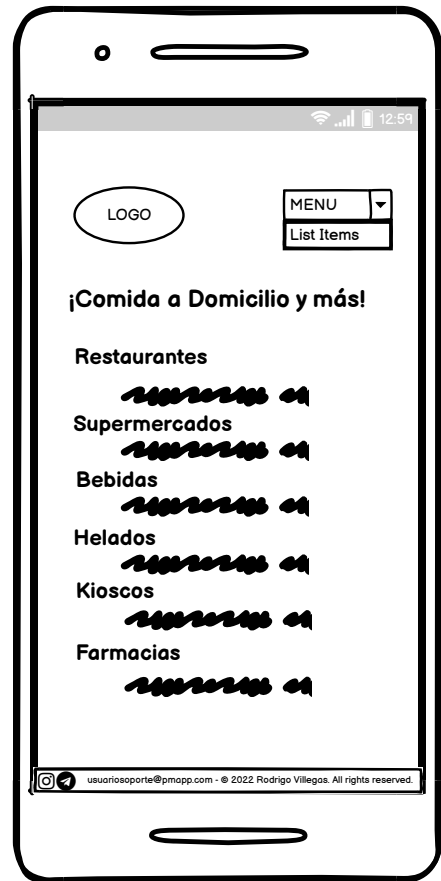 12:59
LOGO
MENU
List Items
¡Comida a Domicilio y más!
Restaurantes
Supermercados
Bebidas
Helados
Kioscos
Farmacias
usuariosoporte@pmapp.com - © 2022 Rodrigo Villegas. All rights reserved.